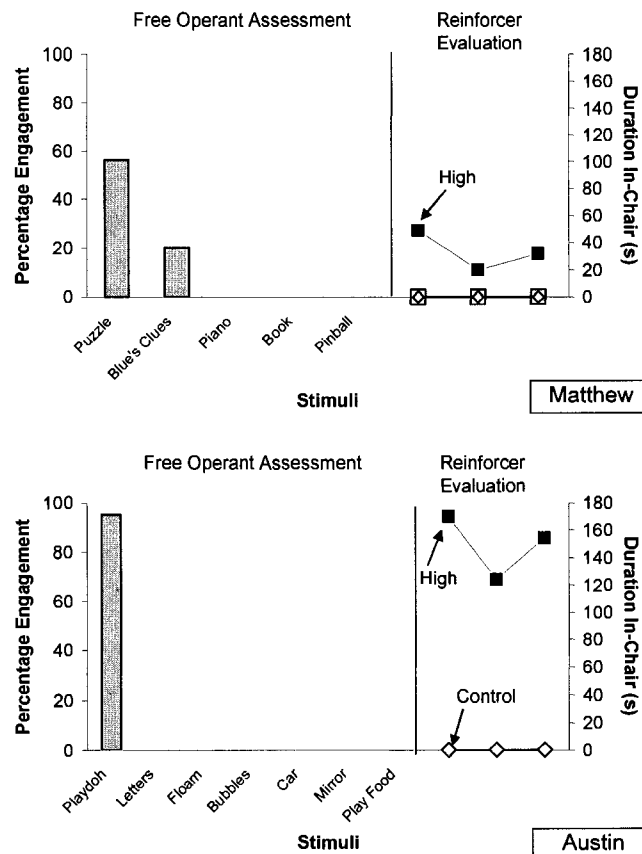 Free Operant Assessment
Reinforcer
Evaluation
Percentage Engagement
100
80
60
40
20
0
High
180
160
140
120
100
80
60
40
20
0
Duration In-Chair (s)
Puzzle
Blue's Clues
Piano
Book
Pinball
Stimuli
Matthew
Free Operant Assessment
Reinforcer
Evaluation
Percentage Engagement
100
80
60
40
20
0
High
Control
180
160
140
120
100
80
60
40
20
0
Duration In-Chair (s)
Playdoh
Letters
Floam
Bubbles
Car
Mirror
Play Food
Stimuli
Austin